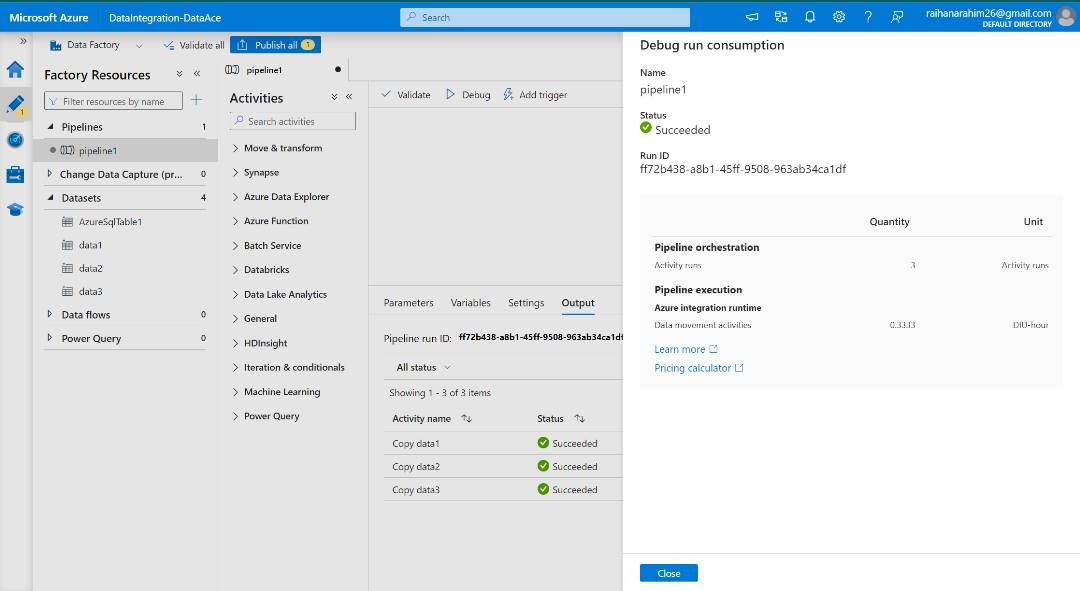 Microsoft Azure
DataIntegration-DataAce
Search
raihanarahim26@gmail.com
DEFAULT DIRECTORY
Data Factory
Validate all
Publish all 1
Factory Resources
Filter resources by name
Pipelines 1
pipeline1
Change Data Capture (pr... 0
Datasets 4
AzureSqlTable1
data1
data2
data3
Data flows 0
Power Query 0
1
pipeline1
Activities
Search activities
Move & transform
Synapse
Azure Data Explorer
Azure Function
Batch Service
Databricks
Data Lake Analytics
General
HDInsight
Iteration & conditionals
Machine Learning
Power Query
Validate Debug Add trigger
Parameters Variables Settings Output
Pipeline run ID: ff72b438-a8b1-45ff-9508-963ab34ca1df
All status
Showing 1 - 3 of 3 items
Activity name Status
Copy data1 Succeeded
Copy data2 Succeeded
Copy data3 Succeeded
Debug run consumption
Name
pipeline1
Status
Succeeded
Run ID
ff72b438-a8b1-45ff-9508-963ab34ca1df
Quantity Unit
Pipeline orchestration
Activity runs 3 Activity runs
Pipeline execution
Azure integration runtime
Data movement activities 0.3333 DIU-hour
Learn more
Pricing calculator
Close